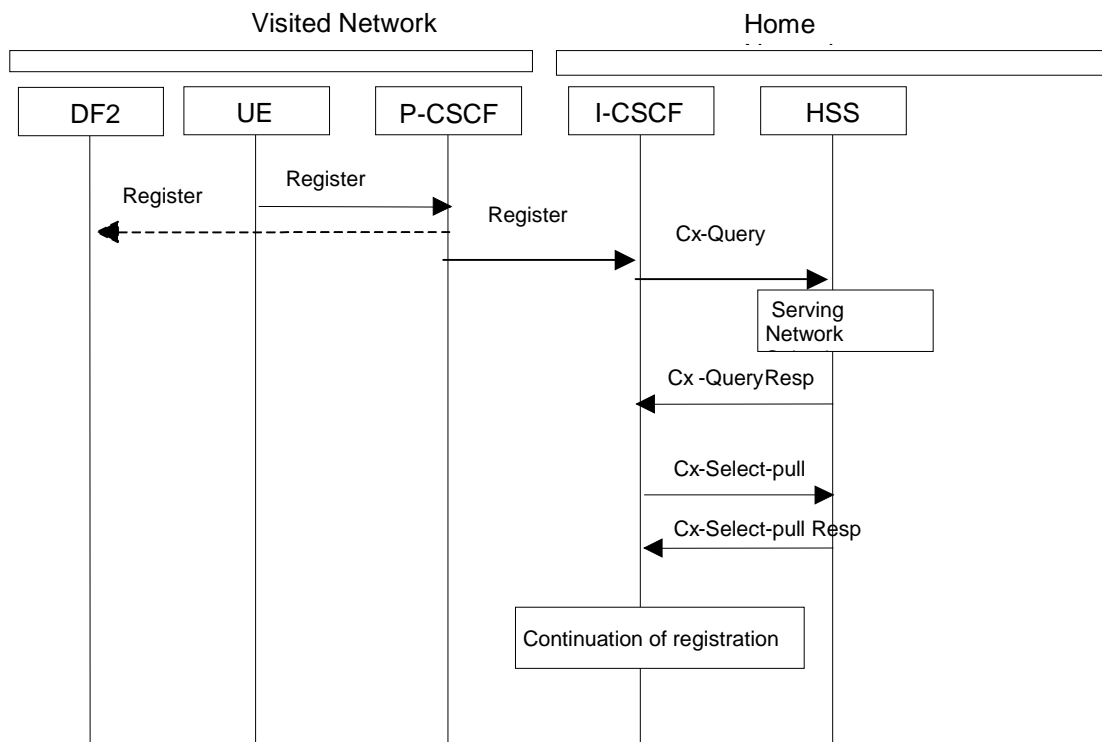 Visited Network
Home
DF2
UE
P-CSCF
I-CSCF
HSS
Register
Register
Register
Cx-Query
Serving
Network
Cx -QueryResp
Cx-Select-pull
Cx-Select-pull Resp
Continuation of registration